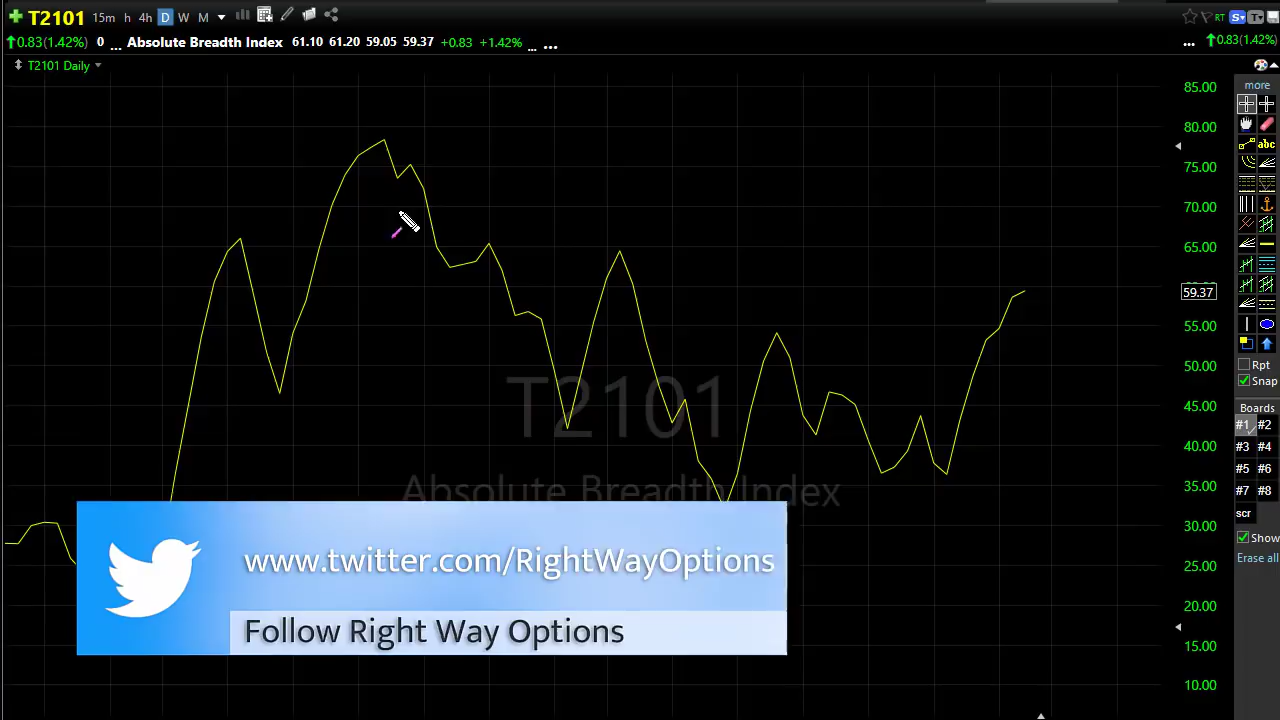 T2101 15m h 4h D W M RT S T
0.83(1.42%) 0 ... Absolute Breadth Index 61.10 61.20 59.05 59.37 +0.83 +1.42% ... ... ... 0.83(1.42%)
T2101 Daily
more
85.00
80.00
75.00
70.00
65.00
59.37
55.00
50.00
45.00
40.00
35.00
30.00
25.00
20.00
15.00
10.00
abc
Rpt
Snap
Boards
#1 #2
#3 #4
#5 #6
#7 #8
scr
Show
Erase all
T2101
Absolute Breadth Index
www.twitter.com/RightWayOptions
Follow Right Way Options